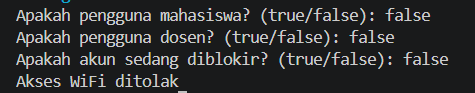 Apakah pengguna mahasiswa? (true/false): false
Apakah pengguna dosen? (true/false): false
Apakah akun sedang diblokir? (true/false): false
Akses WiFi ditolak